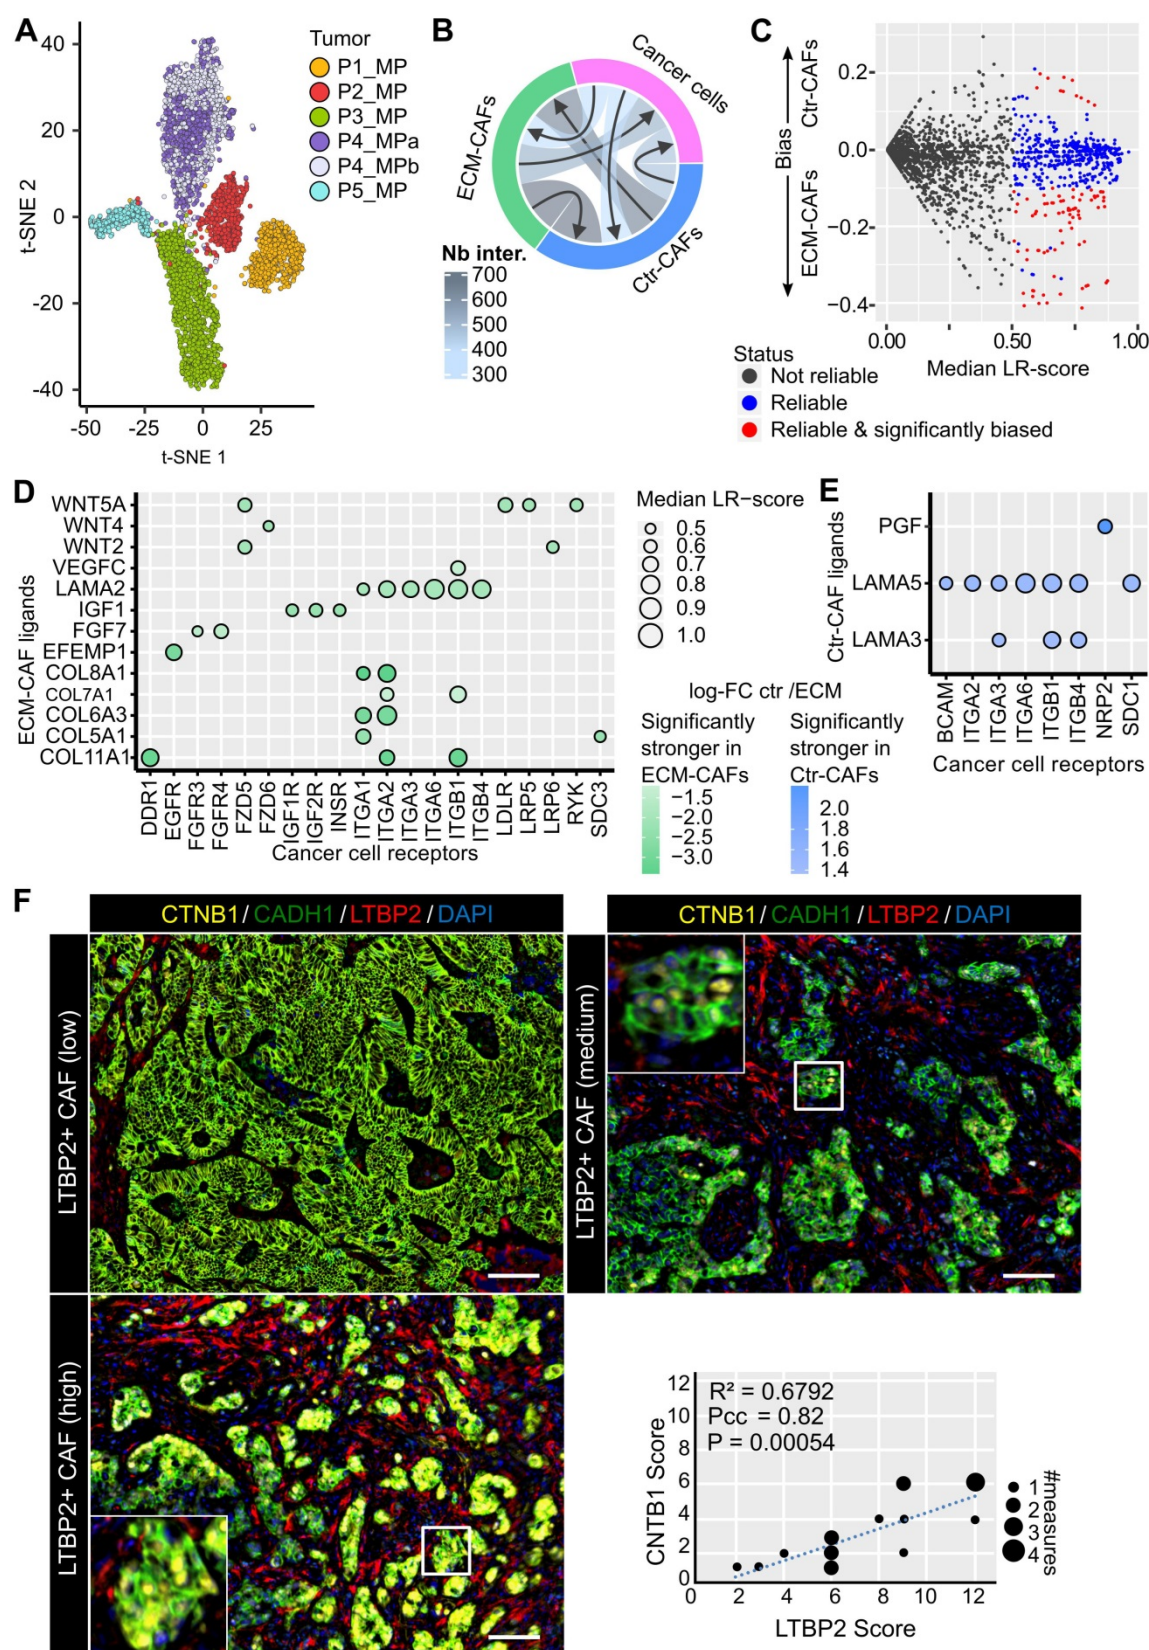 A
40
20
0
-20
-40
t-SNE 2
-50
-25
0
25
t-SNE 1
Tumor
P1_MP
P2_MP
P3_MP
P4_MPa
P4_MPb
P5_MP
B
Cancer cells
ECM-CAFs
Ctr-CAFs
Nb inter.
700
600
500
400
300
C
Ctr-CAFs
Bias
ECM-CAFs
0.2
0.0
−0.2
−0.4
0.00
0.50
1.00
Median LR-score
Status
Not reliable
Reliable
Reliable & significantly biased
D
ECM-CAF ligands
WNT5A
WNT4
WNT2
VEGFC
LAMA2
IGF1
FGF7
EFEMP1
COL8A1
COL7A1
COL6A3
COL5A1
COL11A1
DDR1
EGFR
FGFR3
FGFR4
FZD5
FZD6
IGF1R
IGF2R
INSR
ITGA1
ITGA2
ITGA3
ITGA6
ITGB1
ITGB4
LDLR
LRP5
LRP6
RYK
SDC3
Cancer cell receptors
Median LR−score
0.5
0.6
0.7
0.8
0.9
1.0
log-FC ctr /ECM
Significantly
stronger in
ECM-CAFs
−1.5
−2.0
−2.5
−3.0
Significantly
stronger in
Ctr-CAFs
2.0
1.8
1.6
1.4
E
Ctr-CAF ligands
PGF
LAMA5
LAMA3
BCAM
ITGA2
ITGA3
ITGA6
ITGB1
ITGB4
NRP2
SDC1
Cancer cell receptors
F
CTNB1/CADH1/LTBP2/DAPI
LTBP2+ CAF (low)
CTNB1/CADH1/LTBP2/DAPI
LTBP2+ CAF (medium)
LTBP2+ CAF (high)
R² = 0.6792
Pcc = 0.82
P = 0.00054
CNTB1 Score
12
10
8
6
4
2
0
0
2
4
6
8
10
12
LTBP2 Score
#measures
1
2
3
4